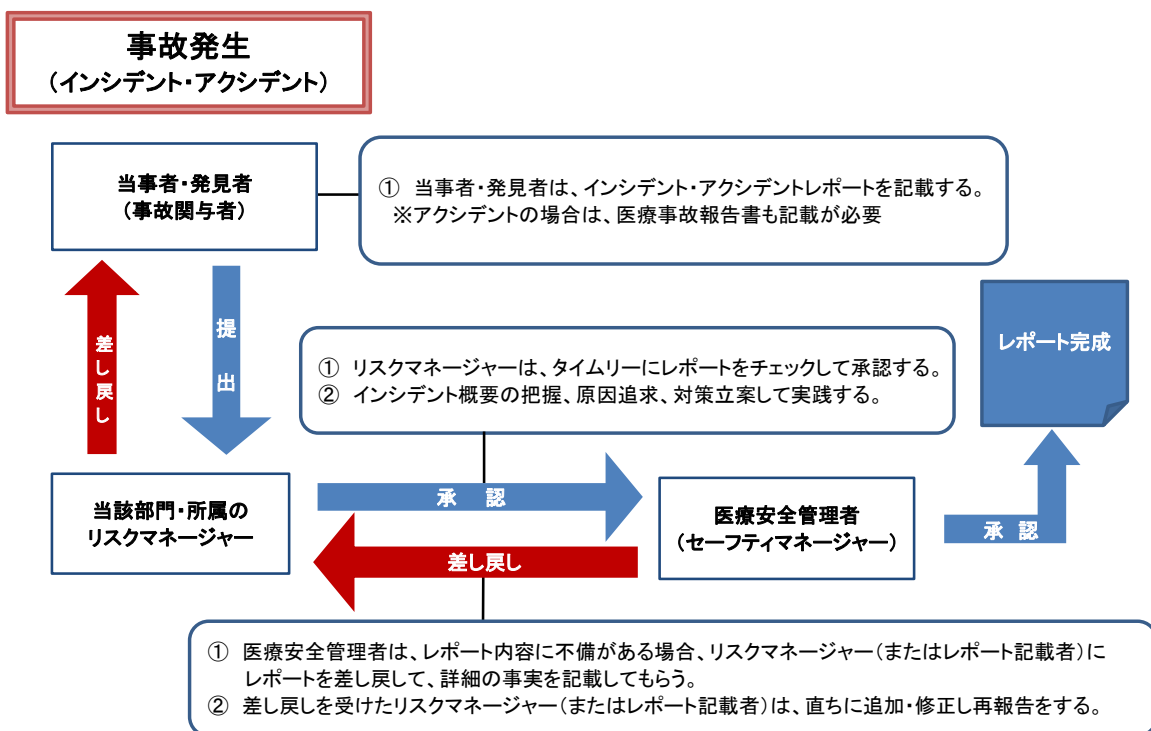 事故発生
（インシデント・アクシデント）
当事者・発見者
（事故関与者）
① 当事者・発見者は、インシデント・アクシデントレポートを記載する。
※アクシデントの場合は、医療事故報告書も記載が必要
差し戻し
提出
レポート完成
① リスクマネージャーは、タイムリーにレポートをチェックして承認する。
② インシデント概要の把握、原因追求、対策立案して実践する。
当該部門・所属の
リスクマネージャー
承認
差し戻し
医療安全管理者
（セーフティマネージャー）
承認
① 医療安全管理者は、レポート内容に不備がある場合、リスクマネージャー（またはレポート記載者）に
レポートを差し戻して、詳細の事実を記載してもらう。
② 差し戻しを受けたリスクマネージャー（またはレポート記載者）は、直ちに追加・修正し再報告をする。